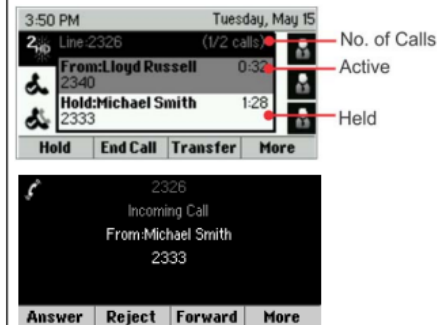 3:50 PM Tuesday, May 15
2HD Line:2326 (1/2 calls) No. of Calls
From:Lloyd Russell 0:32 Active
2340
Hold:Michael Smith 1:28
2333 Held
Hold End Call Transfer More
2326
Incoming Call
From:Michael Smith
2333
Answer Reject Forward More